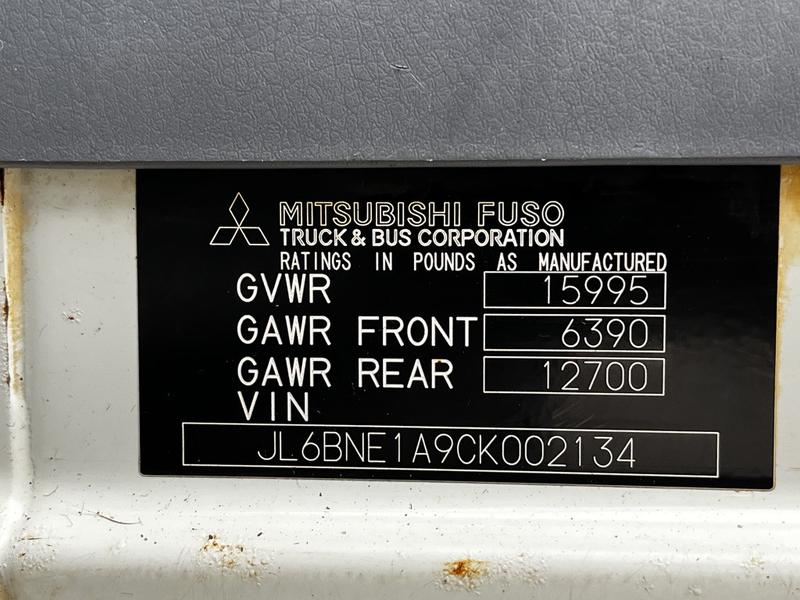 MITSUBISHI FUSO
TRUCK & BUS CORPORATION
RATINGS IN POUNDS AS MANUFACTURED
GVWR 15995
GAWR FRONT 6390
GAWR REAR 12700
VIN
JL6BNE1A9CK002134